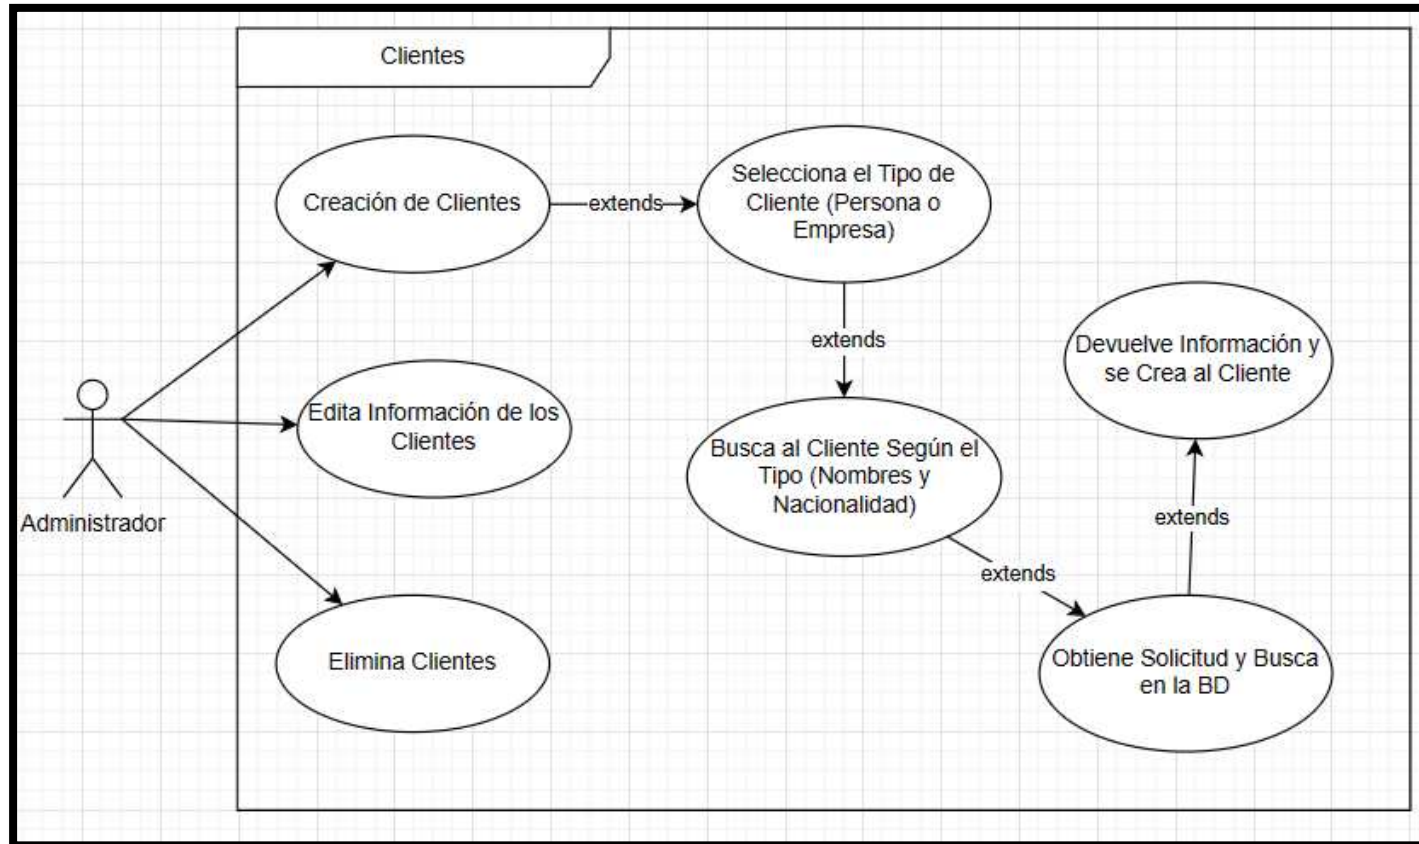 Clientes
Creación de Clientes
extends
Selecciona el Tipo de
Cliente (Persona o
Empresa)
extends
Devuelve Información y
se Crea al Cliente
Edita Información de los
Clientes
Busca al Cliente Según el
Tipo (Nombres y
Nacionalidad)
Administrador
extends
extends
Elimina Clientes
Obtiene Solicitud y Busca
en la BD